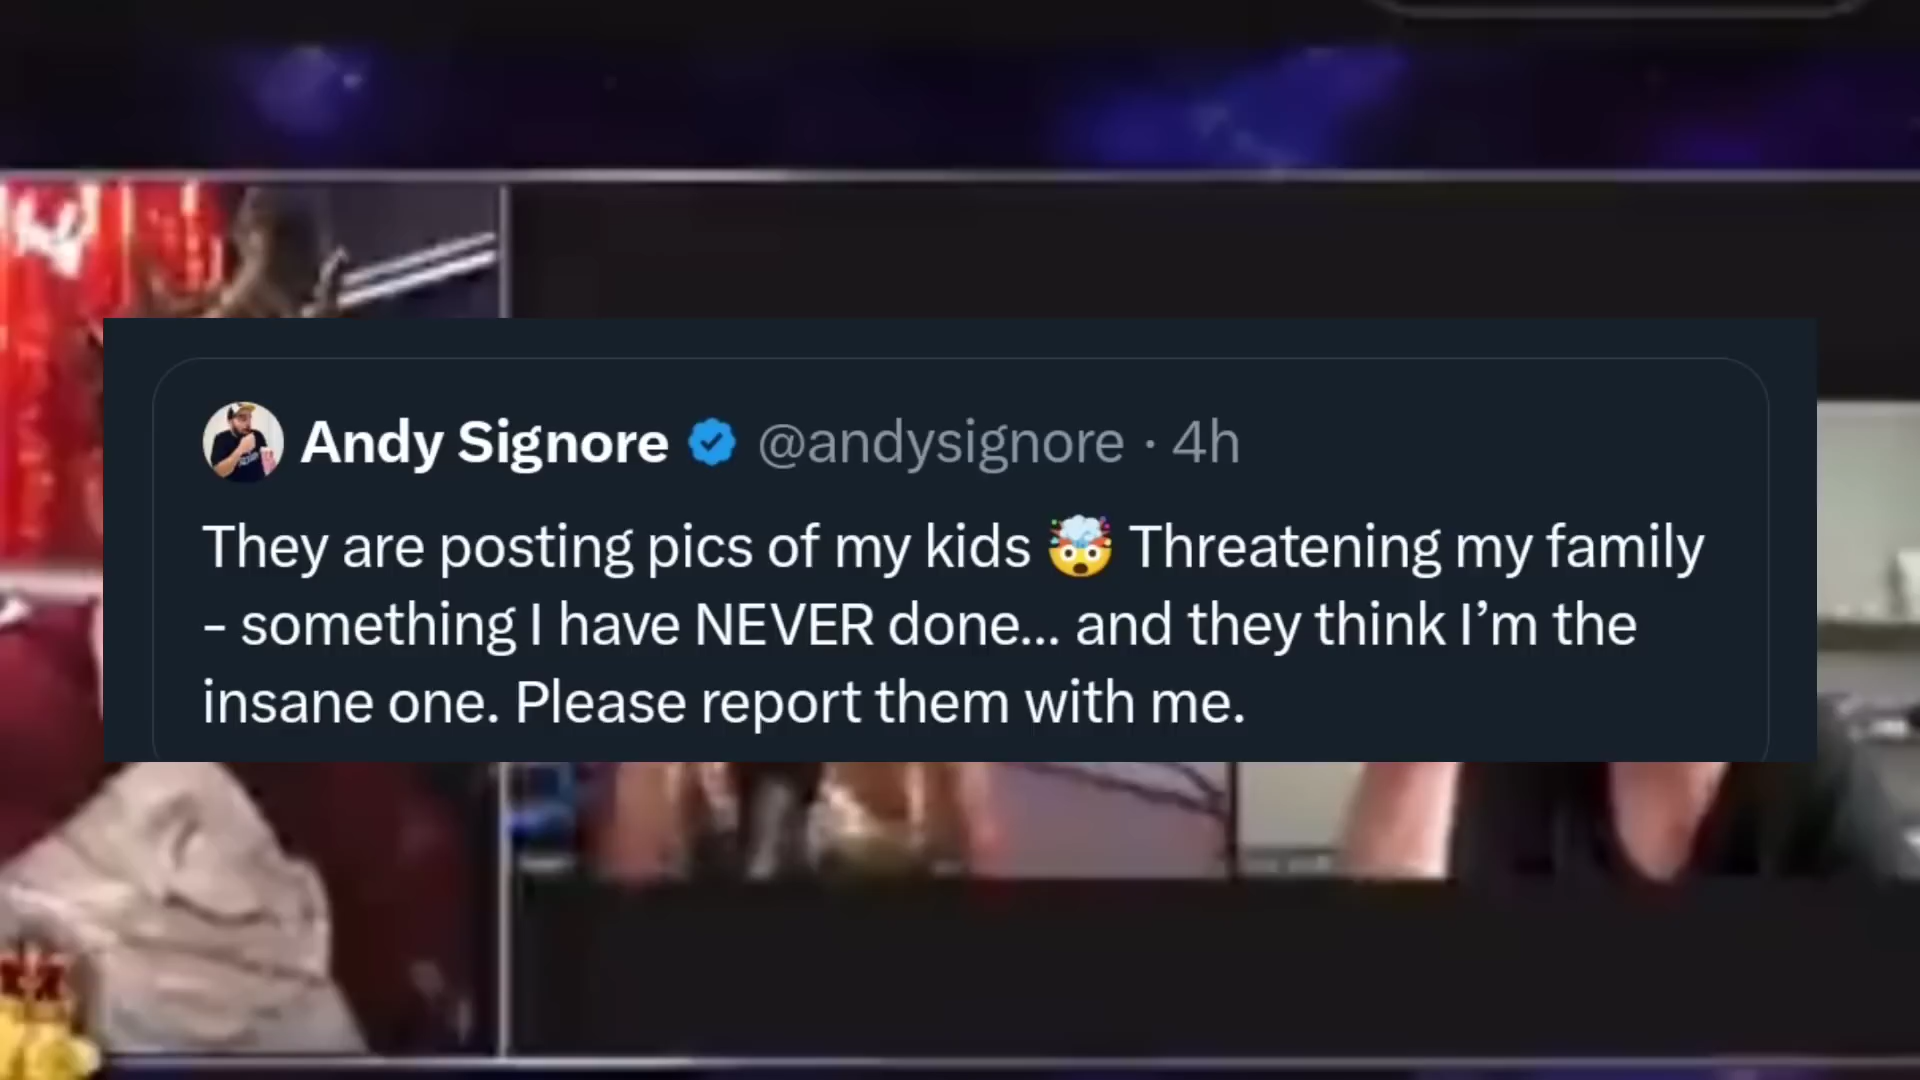 Andy Signore @andysignore · 4h
They are posting pics of my kids 🤯 Threatening my family
– something I have NEVER done... and they think I’m the
insane one. Please report them with me.